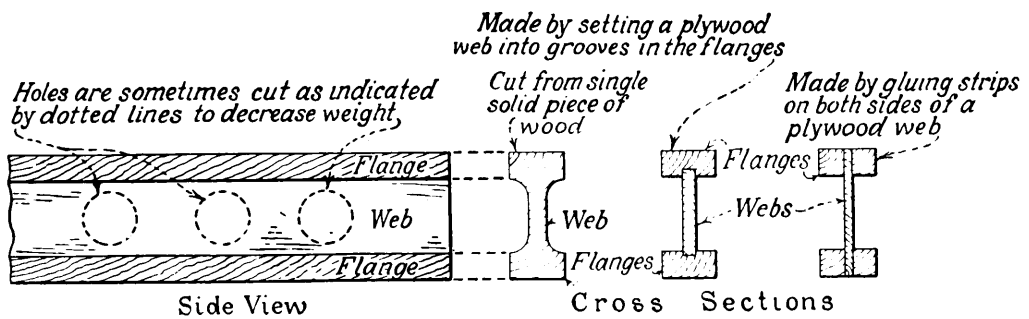 Made by setting a plywood
web into grooves in the flanges
Holes are sometimes cut as indicated
by dotted lines to decrease weight
Cut from single
solid piece of
wood
Made by gluing strips
on both sides of a
plywood web
Flange
Flanges
Web
Web
Webs
Flange
Flanges
Side View
Cross Sections